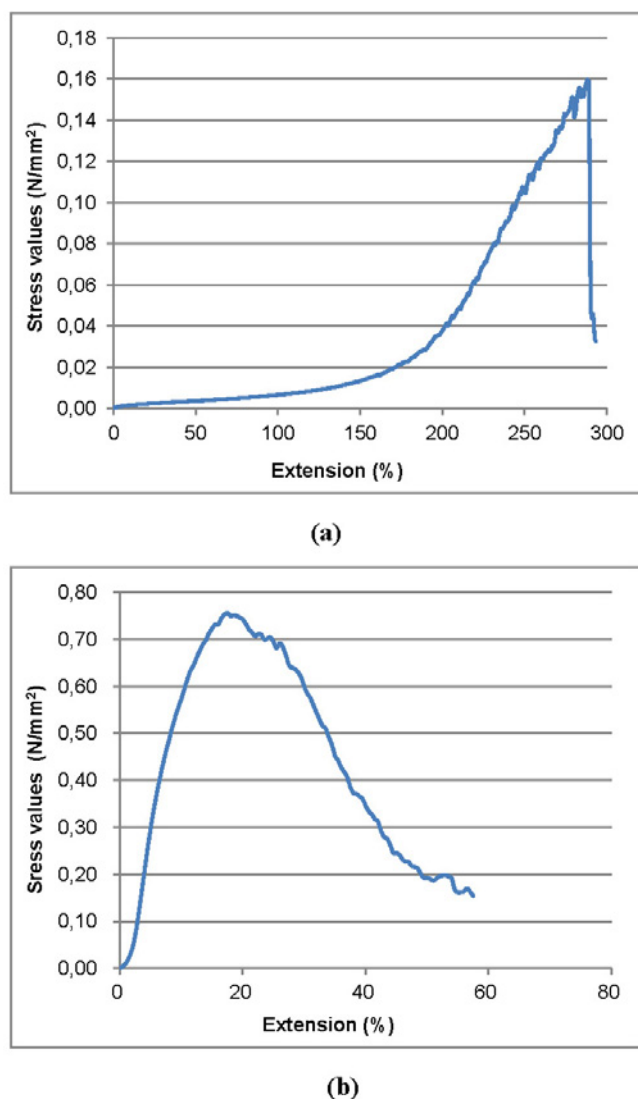 0,18
0,16
0,14
0,12
0,10
0,08
0,06
0,04
0,02
0,00
Stress values (N/mm²)
0 50 100 150 200 250 300
Extension (%)
(a)
0,80
0,70
0,60
0,50
0,40
0,30
0,20
0,10
0,00
Sress values (N/mm²)
0 20 40 60 80
Extension (%)
(b)